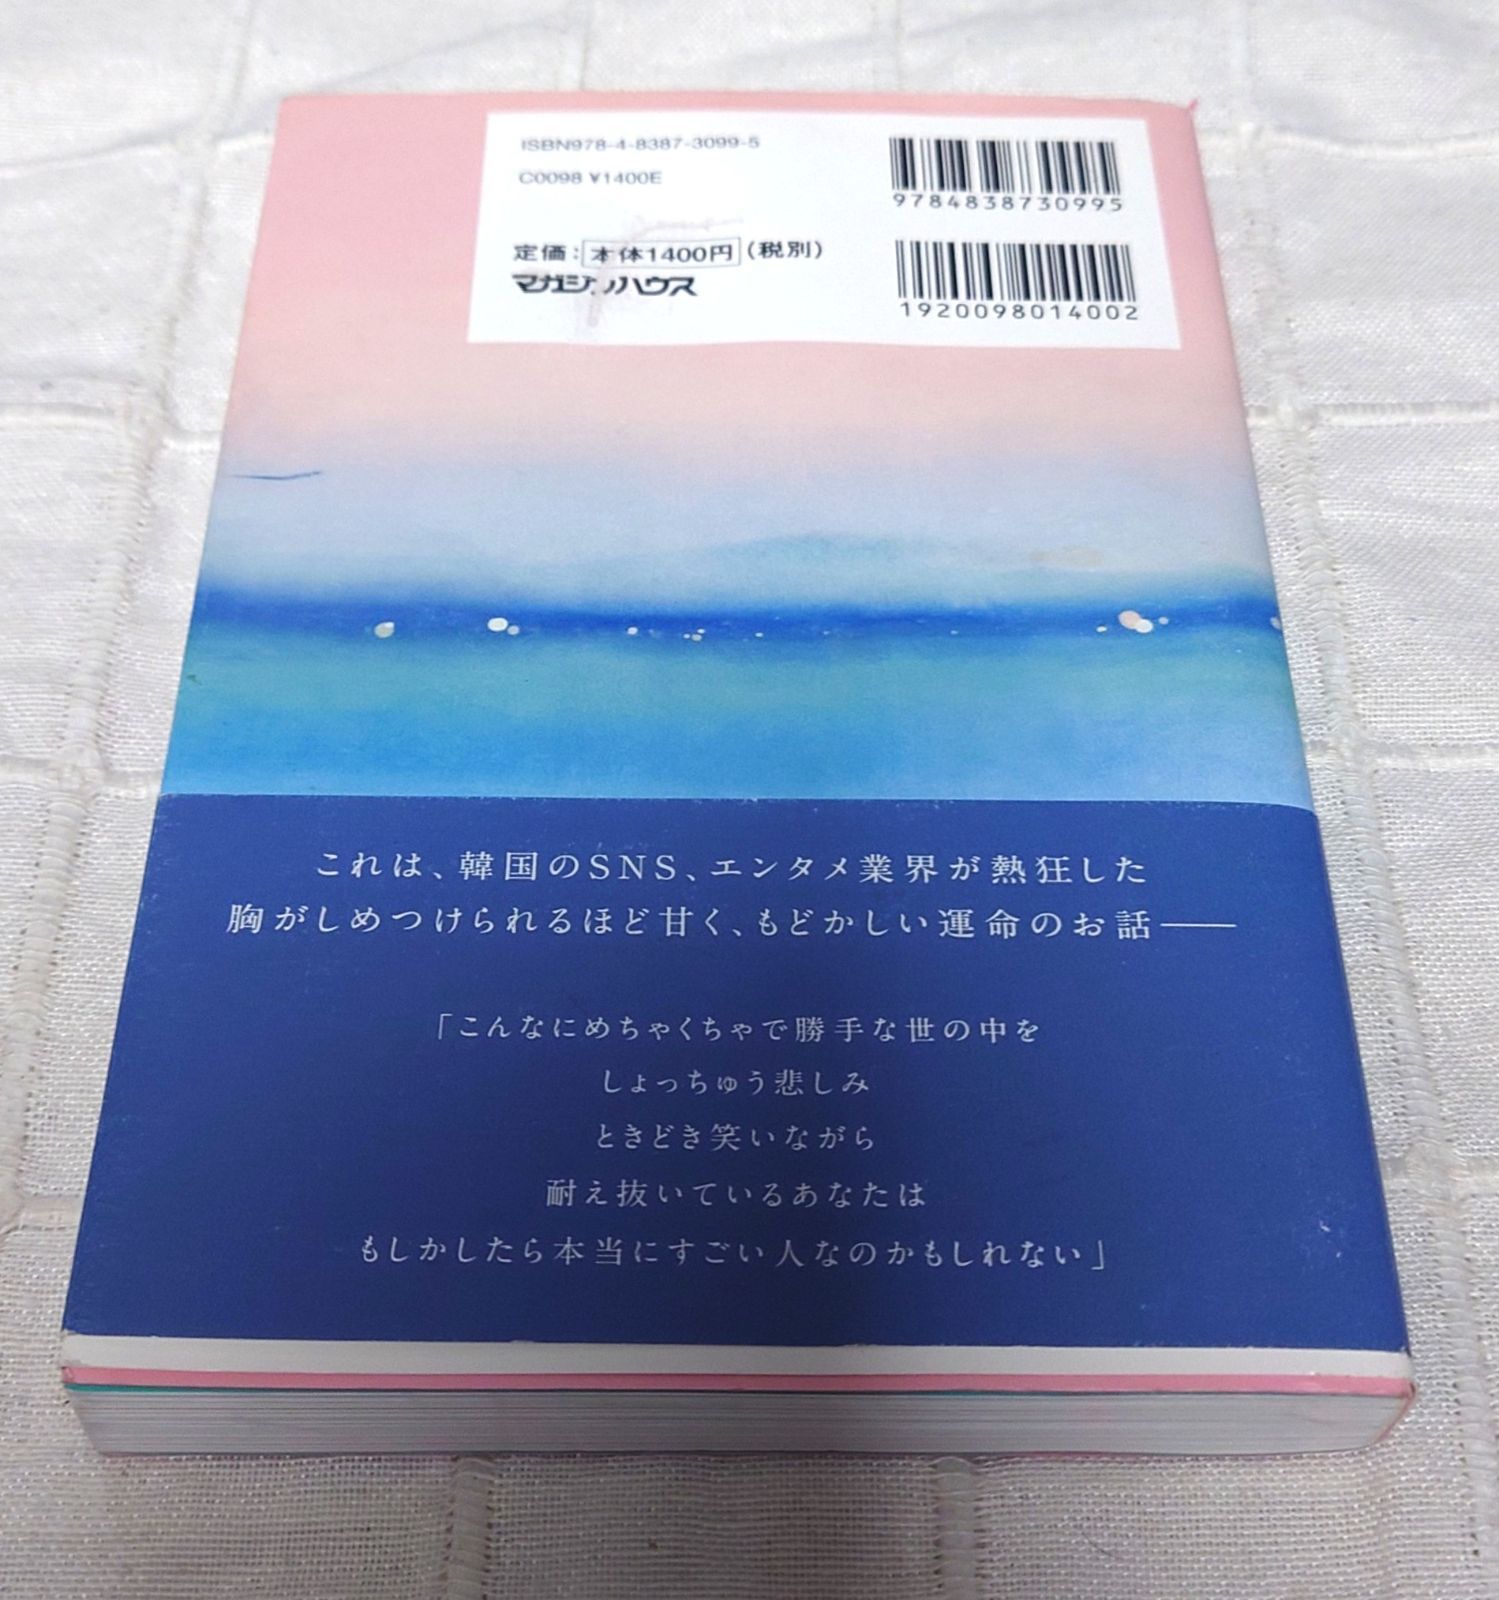 ISBN978-4-8387-3099-5
C0098 ¥1400E
9784838730995
定価：本体1400円（税別）
マガジンハウス
1920098014002
これは、韓国のSNS、エンタメ業界が熱狂した
胸がしめつけられるほど甘く、もどかしい運命のお話――
「こんなにめちゃくちゃで勝手な世の中を
しょっちゅう悲しみ
ときどき笑いながら
耐え抜いているあなたは
もしかしたら本当にすごい人なのかもしれない」